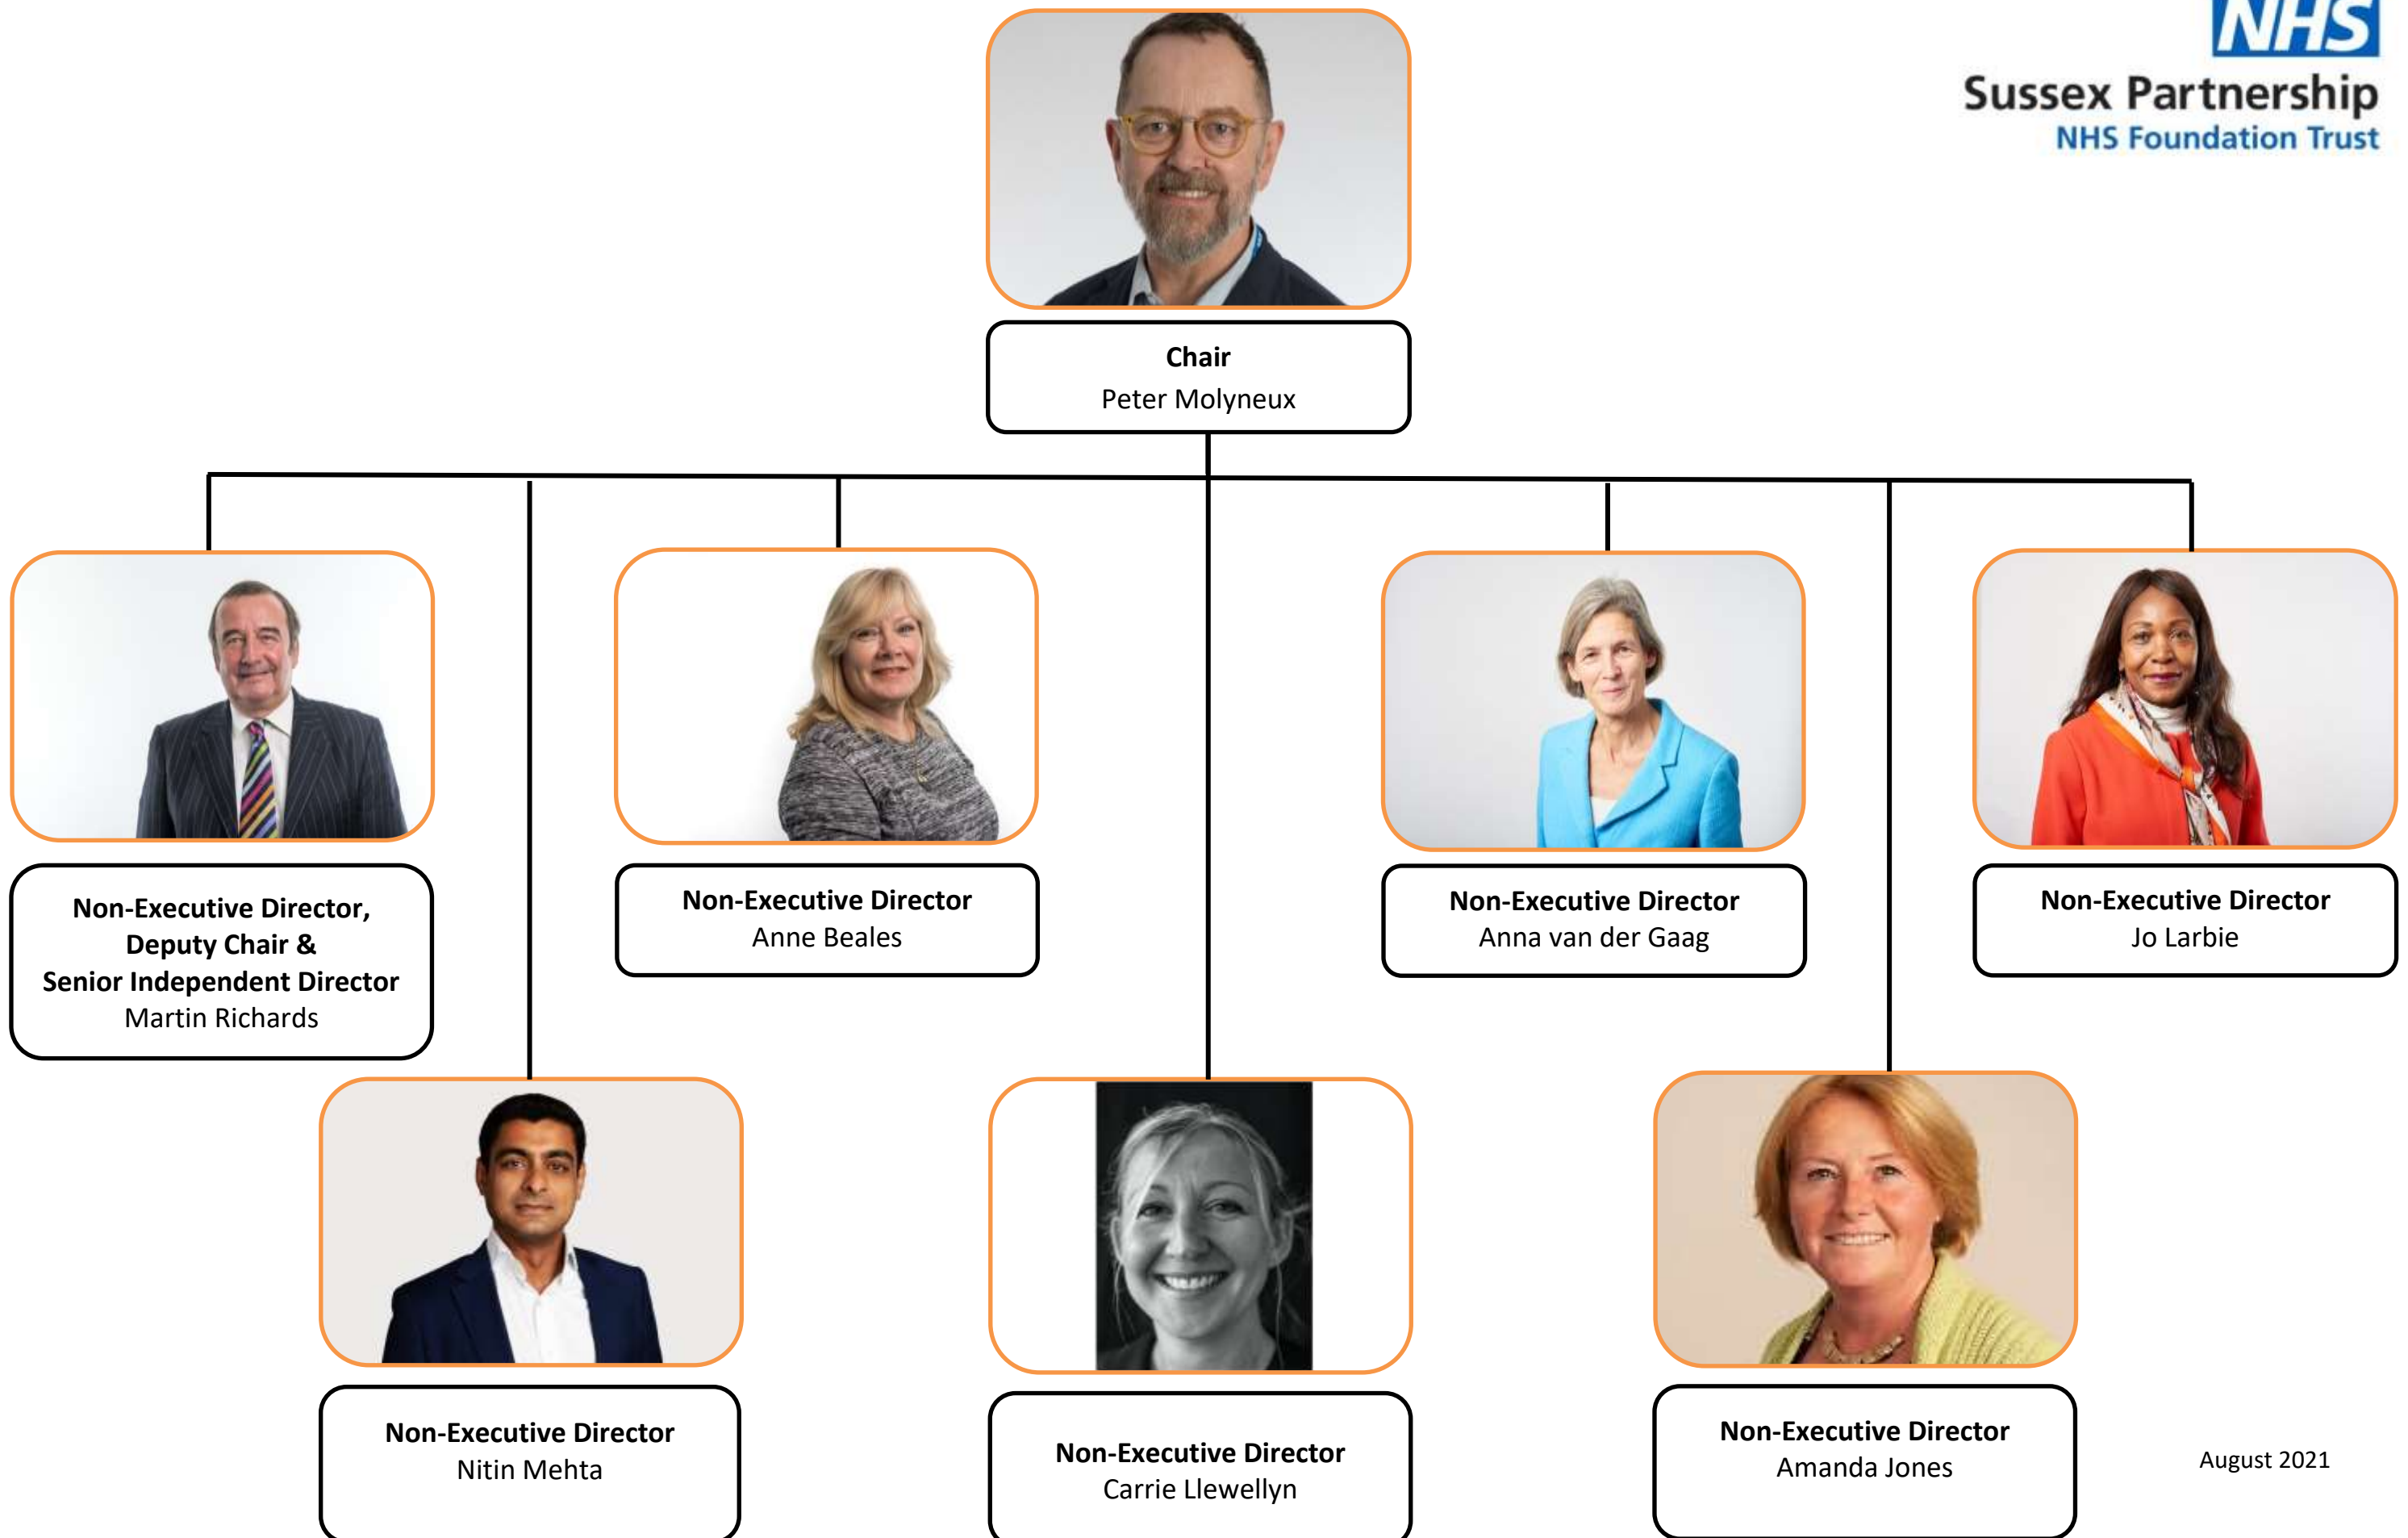 NHS
Sussex Partnership
NHS Foundation Trust
Chair
Peter Molyneux
Non-Executive Director,
Deputy Chair &
Senior Independent Director
Martin Richards
Non-Executive Director
Anne Beales
Non-Executive Director
Anna van der Gaag
Non-Executive Director
Jo Larbie
Non-Executive Director
Nitin Mehta
Non-Executive Director
Carrie Llewellyn
Non-Executive Director
Amanda Jones
August 2021